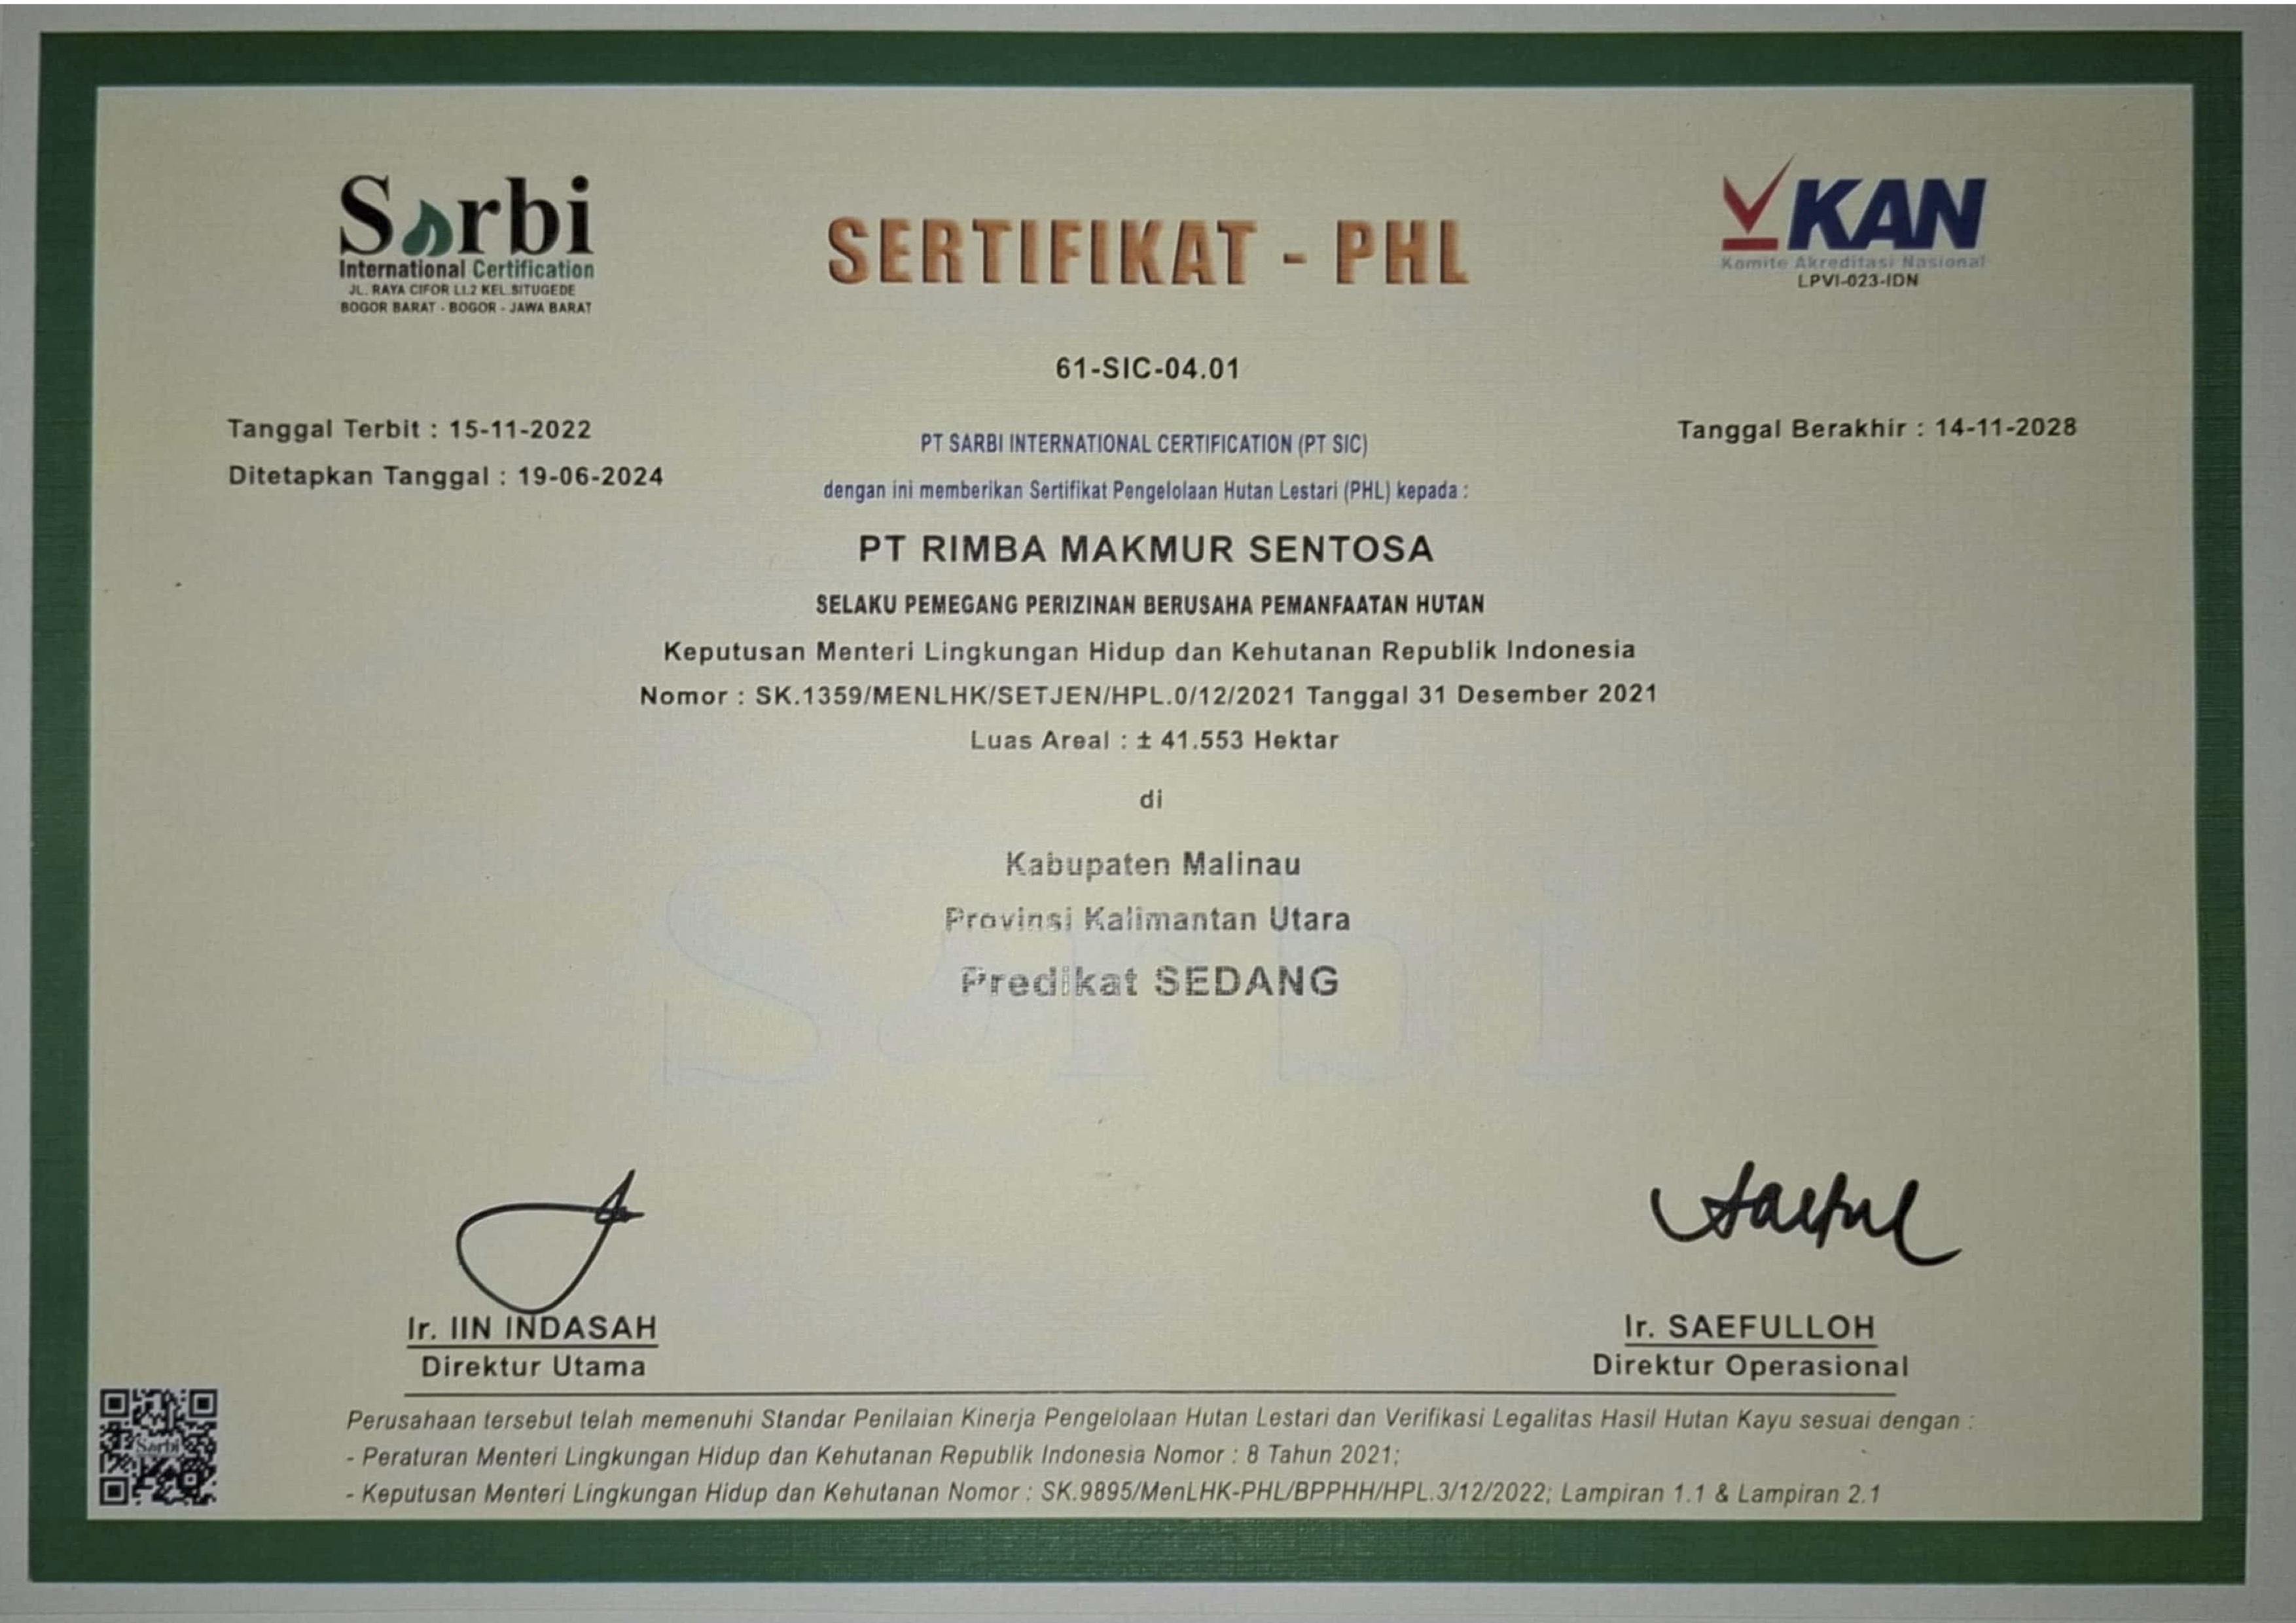 Sarbi
International Certification
JL. RAYA CIFOR Lt.2 KEL.SITUGEDE
BOGOR BARAT - BOGOR - JAWA BARAT
SERTIFIKAT - PHL
KAN
Komite Akreditasi Nasional
LPVI-023-IDN
61-SIC-04.01
Tanggal Terbit : 15-11-2022
Ditetapkan Tanggal : 19-06-2024
Tanggal Berakhir : 14-11-2028
PT SARBI INTERNATIONAL CERTIFICATION (PT SIC)
dengan ini memberikan Sertifikat Pengelolaan Hutan Lestari (PHL) kepada :
PT RIMBA MAKMUR SENTOSA
SELAKU PEMEGANG PERIZINAN BERUSAHA PEMANFAATAN HUTAN
Keputusan Menteri Lingkungan Hidup dan Kehutanan Republik Indonesia
Nomor : SK.1359/MENLHK/SETJEN/HPL.0/12/2021 Tanggal 31 Desember 2021
Luas Areal : ± 41.553 Hektar
di
Kabupaten Malinau
Provinsi Kalimantan Utara
Predikat SEDANG
Sarbi
Saeful
Ir. IIN INDASAH
Direktur Utama
Ir. SAEFULLOH
Direktur Operasional
Sarbi
Perusahaan tersebut telah memenuhi Standar Penilaian Kinerja Pengelolaan Hutan Lestari dan Verifikasi Legalitas Hasil Hutan Kayu sesuai dengan :
- Peraturan Menteri Lingkungan Hidup dan Kehutanan Republik Indonesia Nomor : 8 Tahun 2021;
- Keputusan Menteri Lingkungan Hidup dan Kehutanan Nomor : SK.9895/MenLHK-PHL/BPPHH/HPL.3/12/2022; Lampiran 1.1 & Lampiran 2.1